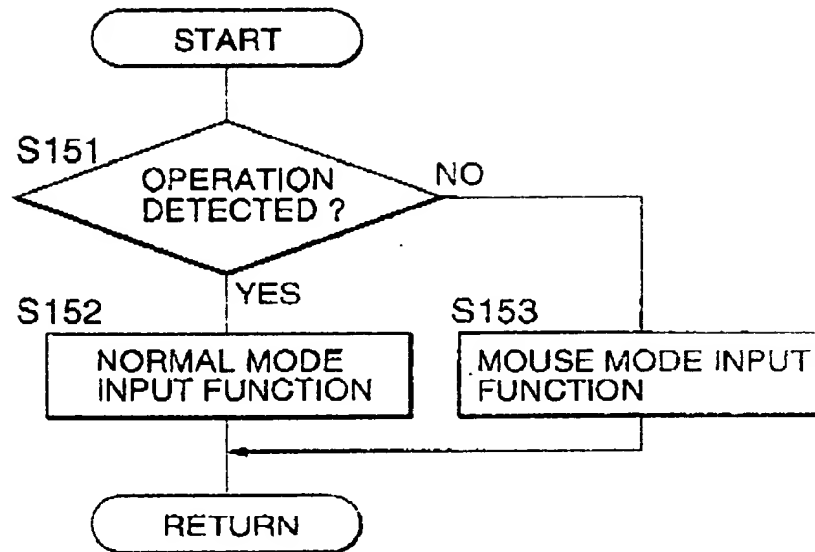 START
S151
OPERATION
DETECTED ?
NO
YES
S152
NORMAL MODE
INPUT FUNCTION
S153
MOUSE MODE INPUT
FUNCTION
RETURN